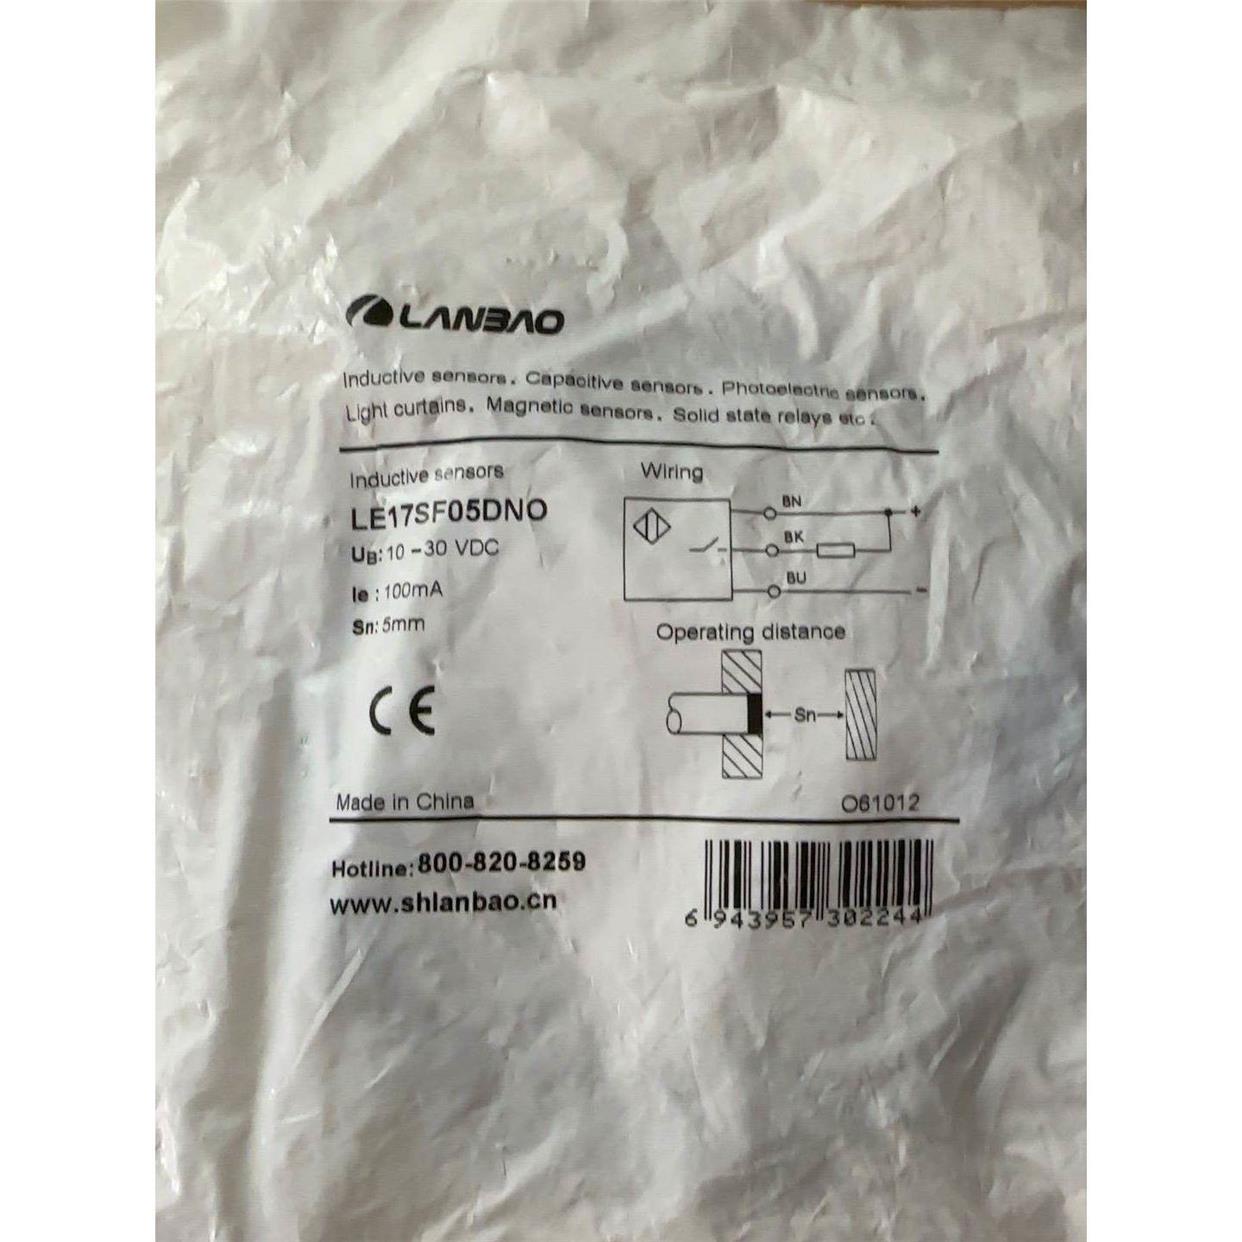 LANBAO
Inductive sensors. Capacitive sensors. Photoelectric sensors.
Light curtains. Magnetic sensors. Solid state relays etc.
Inductive sensors
LE17SF05DNO
UB: 10-30 VDC
Ie : 100mA
Sn: 5mm
CE
Wiring
BN
+
BK
BU
-
Operating distance
Sn
Made in China
O61012
Hotline: 800-820-8259
www.shlanbao.cn
6 943957 302244